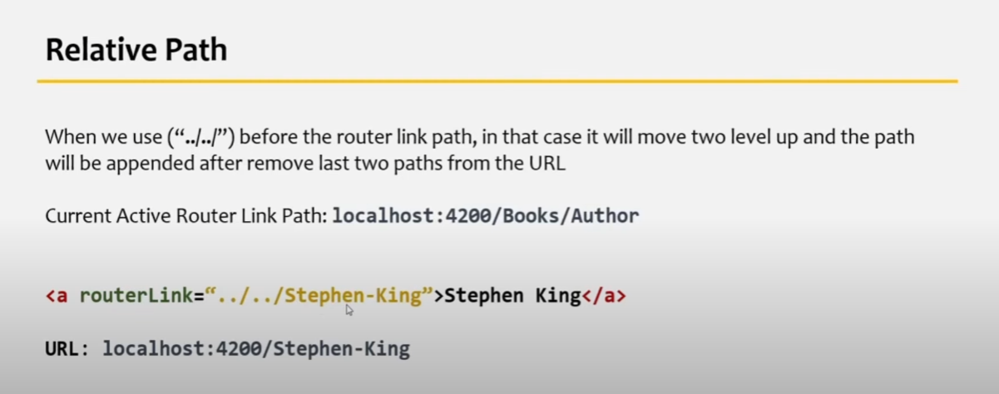 Relative Path
When we use (“../../”) before the router link path, in that case it will move two level up and the path
will be appended after remove last two paths from the URL
Current Active Router Link Path: localhost:4200/Books/Author
<a routerLink=“../../Stephen-King”>Stephen King</a>
URL: localhost:4200/Stephen-King